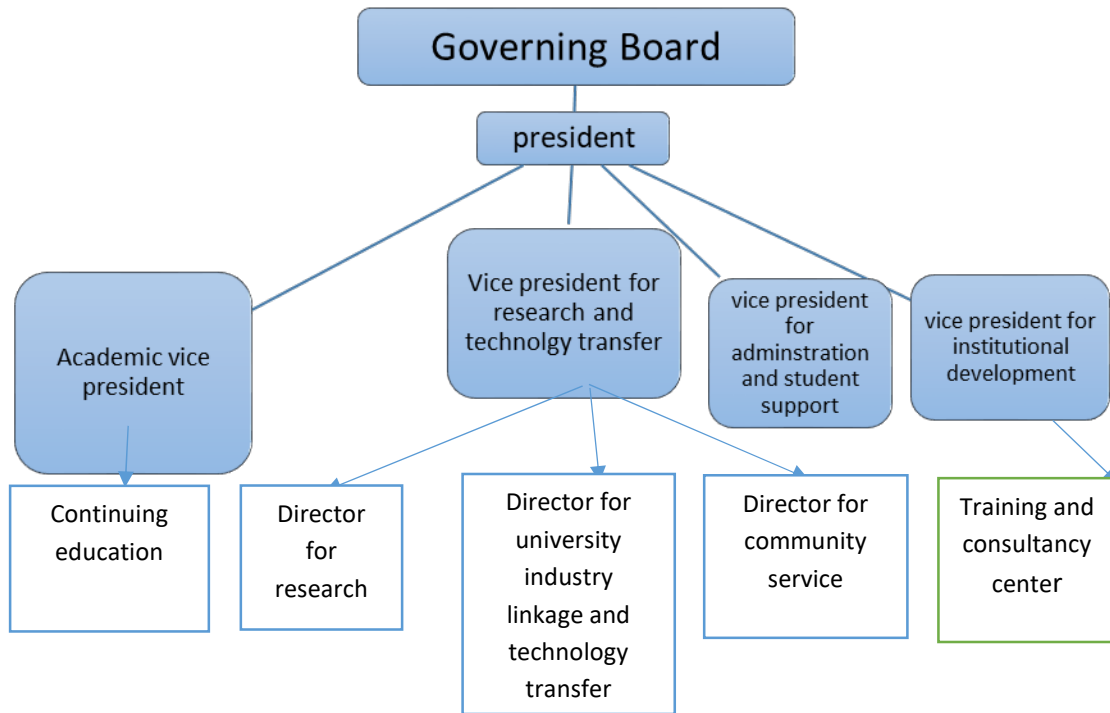 Governing Board
president
Academic vice
president
Vice president for
research and
technolgy transfer
vice president
for
adminstration
and student
support
vice president for
institutional
development
Continuing
education
Director
for
research
Director for
university
industry
linkage and
technology
transfer
Director for
community
service
Training and
consultancy
center